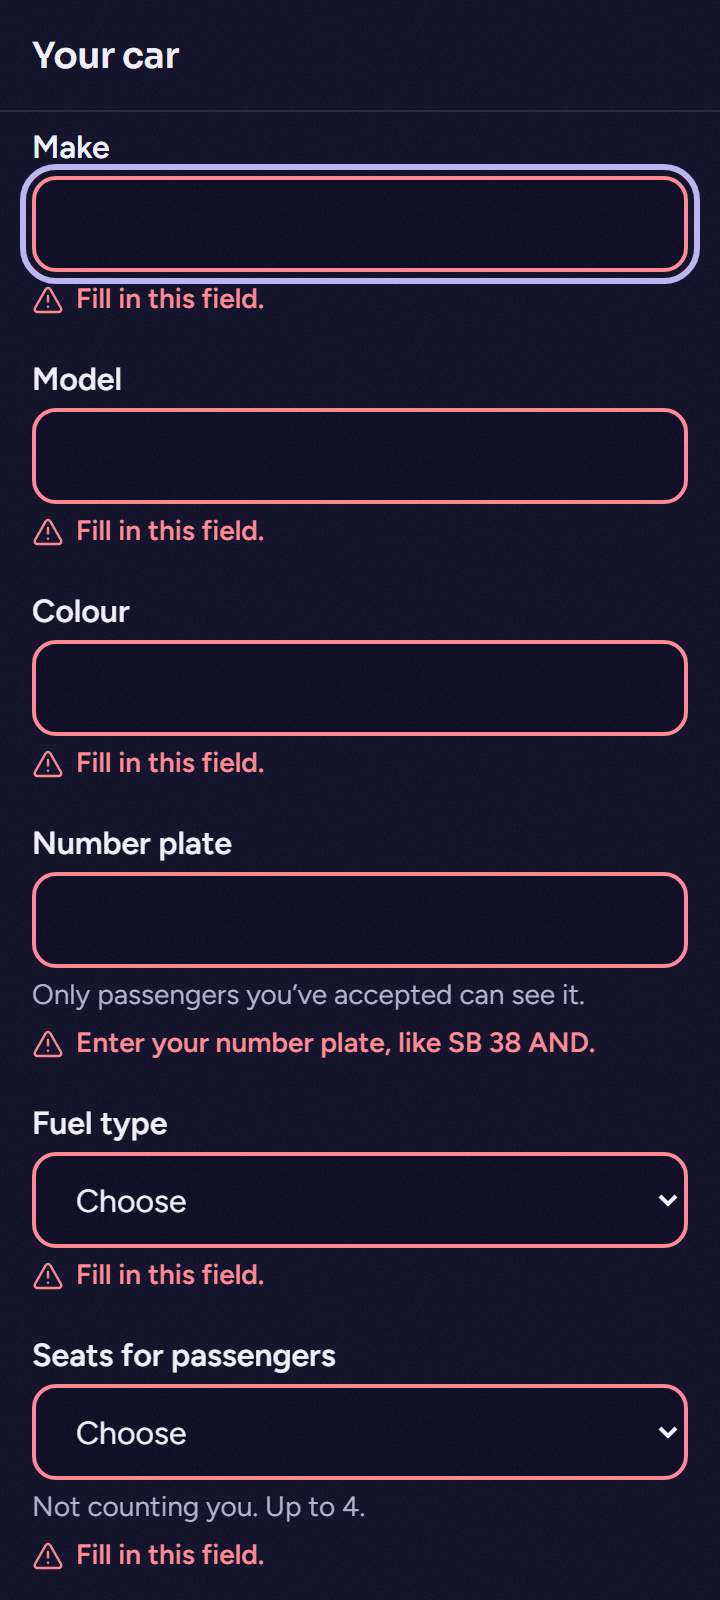 Your car
Make
Fill in this field.
Model
Fill in this field.
Colour
Fill in this field.
Number plate
Only passengers you’ve accepted can see it.
Enter your number plate, like SB 38 AND.
Fuel type
Choose
Fill in this field.
Seats for passengers
Choose
Not counting you. Up to 4.
Fill in this field.